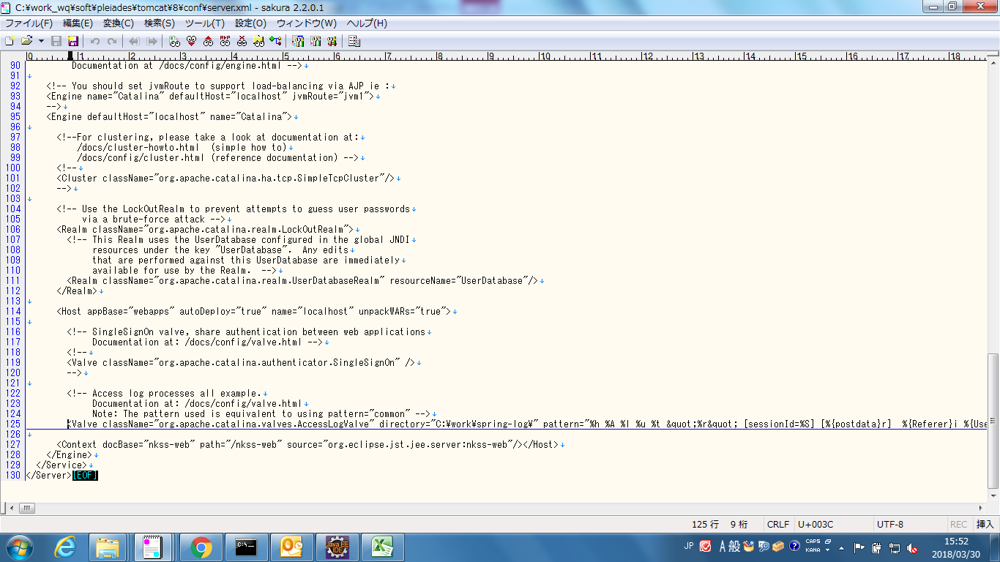 C:¥work_wq¥soft¥pleiades¥tomcat¥8¥conf¥server.xml - sakura 2.2.0.1
ファイル(F) 編集(E) 変換(C) 検索(S) ツール(T) 設定(O) ウィンドウ(W) ヘルプ(H)
0 1 2 3 4 5 6 7 8 9 10 11 12 13 14 15 16 17 18
90 Documentation at /docs/config/engine.html -->↓
91 ↓
92 <!-- You should set jvmRoute to support load-balancing via AJP ie :↓
93 <Engine name="Catalina" defaultHost="localhost" jvmRoute="jvm1">↓
94 -->↓
95 <Engine defaultHost="localhost" name="Catalina">↓
96 ↓
97 <!--For clustering, please take a look at documentation at:↓
98 /docs/cluster-howto.html  (simple how to)↓
99 /docs/config/cluster.html (reference documentation) -->↓
100 <!--↓
101 <Cluster className="org.apache.catalina.ha.tcp.SimpleTcpCluster"/>↓
102 -->↓
103 ↓
104 <!-- Use the LockOutRealm to prevent attempts to guess user passwords↓
105 via a brute-force attack -->↓
106 <Realm className="org.apache.catalina.realm.LockOutRealm">↓
107 <!-- This Realm uses the UserDatabase configured in the global JNDI↓
108 resources under the key "UserDatabase".  Any edits↓
109 that are performed against this UserDatabase are immediately↓
110 available for use by the Realm.  -->↓
111 <Realm className="org.apache.catalina.realm.UserDatabaseRealm" resourceName="UserDatabase"/>↓
112 </Realm>↓
113 ↓
114 <Host appBase="webapps" autoDeploy="true" name="localhost" unpackWARs="true">↓
115 ↓
116 <!-- SingleSignOn valve, share authentication between web applications↓
117 Documentation at: /docs/config/valve.html -->↓
118 <!--↓
119 <Valve className="org.apache.catalina.authenticator.SingleSignOn" />↓
120 -->↓
121 ↓
122 <!-- Access log processes all example.↓
123 Documentation at: /docs/config/valve.html↓
124 Note: The pattern used is equivalent to using pattern="common" -->↓
125 <Valve className="org.apache.catalina.valves.AccessLogValve" directory="C:¥work¥spring-log¥" pattern="%h %A %l %u %t &quot;%r&quot; [sessionId=%S] [%{postdata}r]  %{Referer}i %{Use
126 ↓
127 <Context docBase="nkss-web" path="/nkss-web" source="org.eclipse.jst.jee.server:nkss-web"/></Host>↓
128 </Engine>↓
129 </Service>↓
130 </Server>[EOF]
125 行 9 桁 CRLF U+003C UTF-8 REC 挿入
C:\_
Java EE IDE
JP A 般 CAPS KANA
15:52
2018/03/30